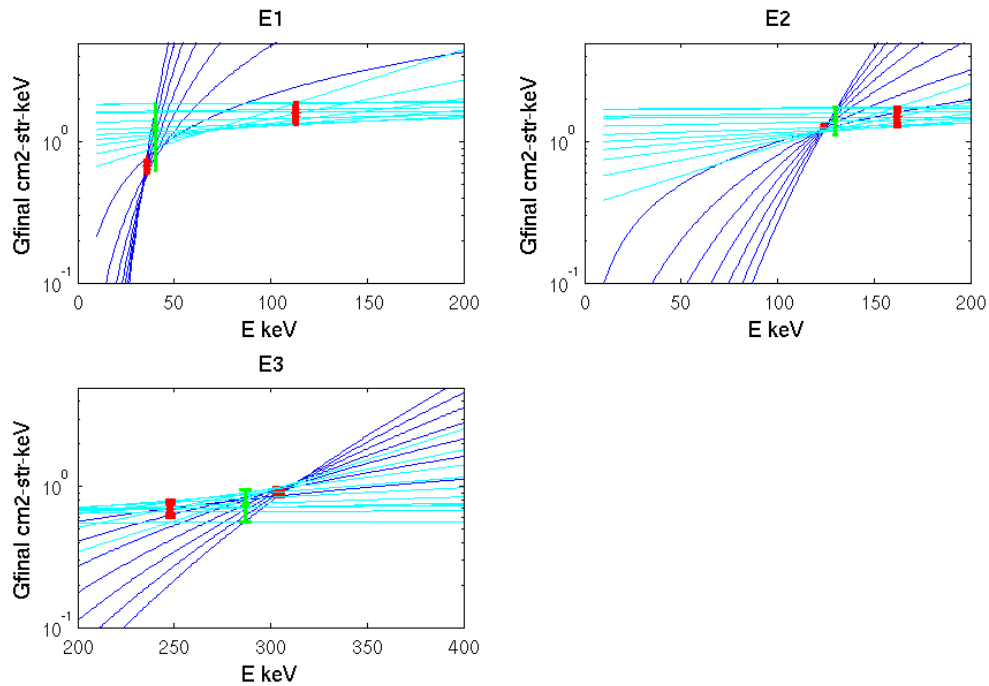 E1
Gfinal cm2-str-keV
10^0
10^-1
0 50 100 150 200
E keV
E2
Gfinal cm2-str-keV
10^0
10^-1
0 50 100 150 200
E keV
E3
Gfinal cm2-str-keV
10^0
10^-1
200 250 300 350 400
E keV